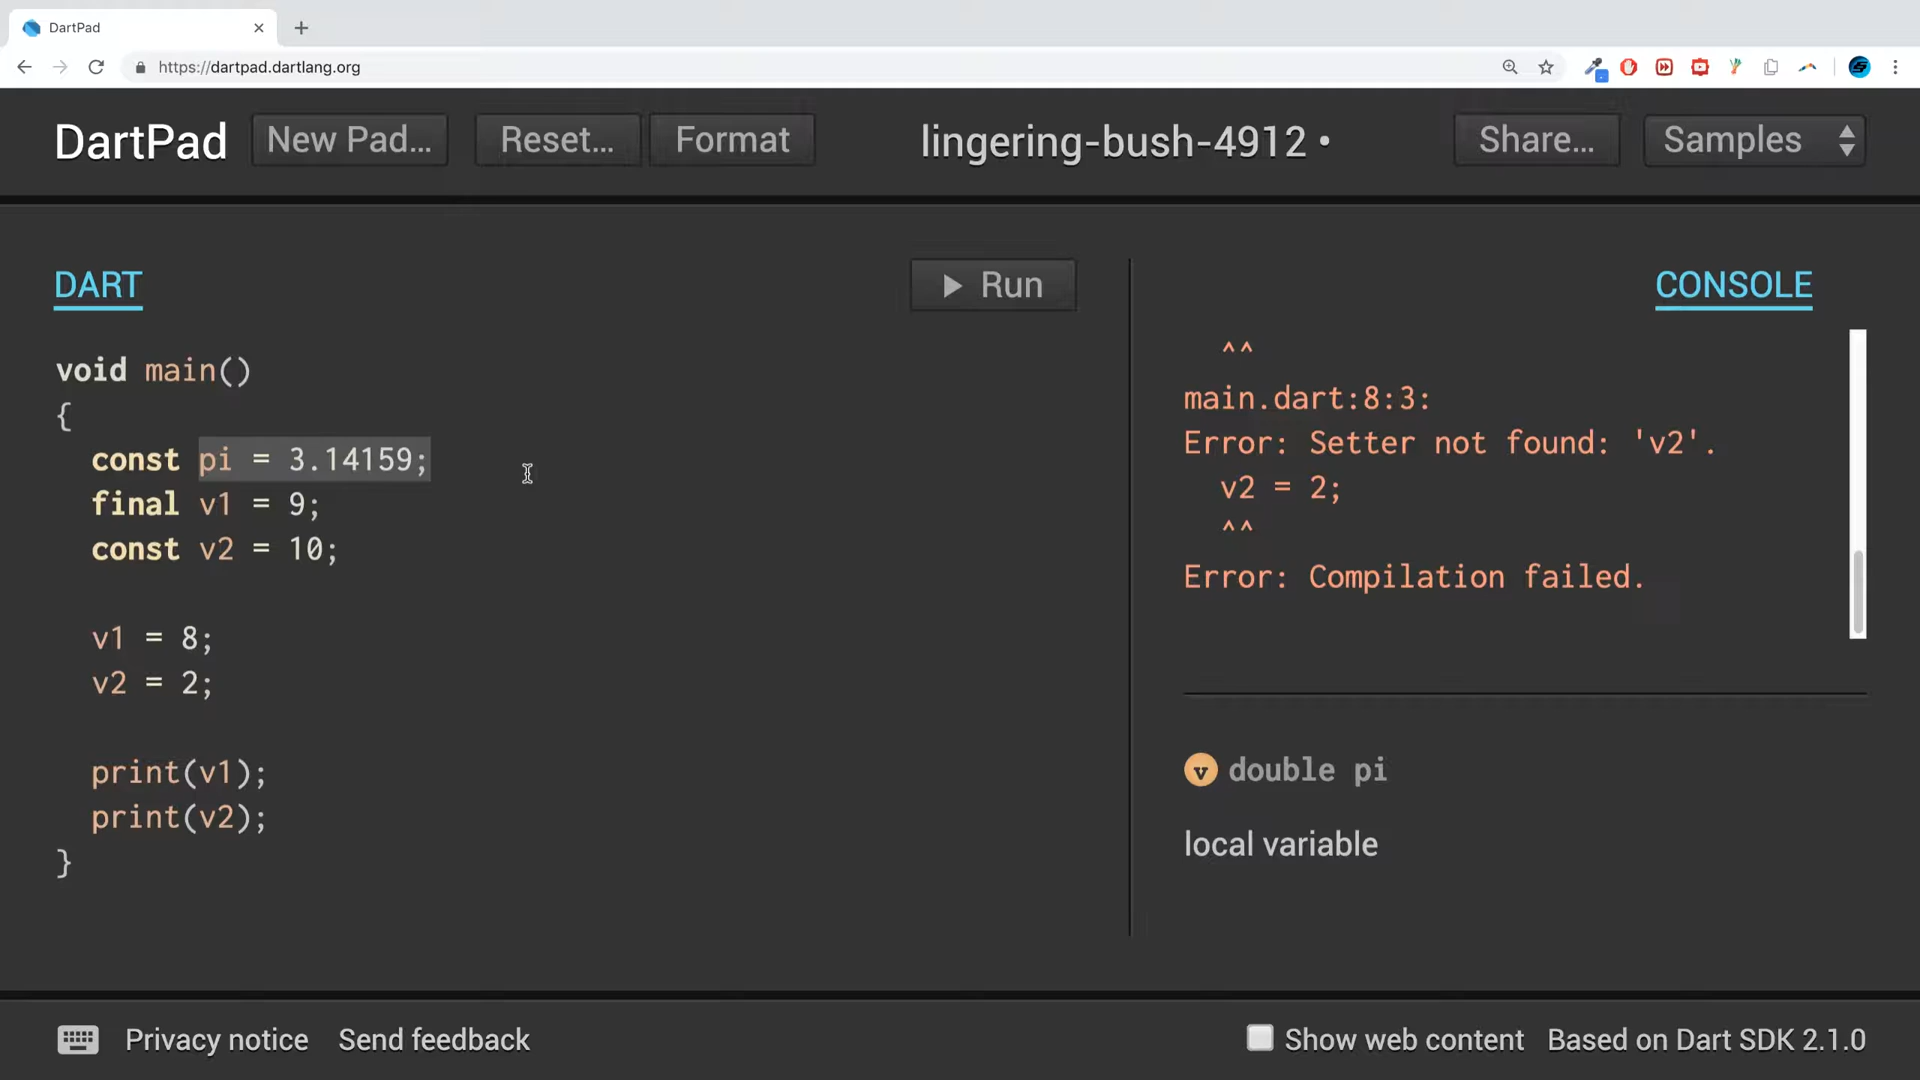 DartPad
https://dartpad.dartlang.org
DartPad
New Pad...
Reset...
Format
lingering-bush-4912 •
Share...
Samples
DART
Run
CONSOLE
void main()
{
  const pi = 3.14159;
  final v1 = 9;
  const v2 = 10;
  v1 = 8;
  v2 = 2;
  print(v1);
  print(v2);
}
  ^^
main.dart:8:3:
Error: Setter not found: 'v2'.
  v2 = 2;
  ^^
Error: Compilation failed.
v double pi
local variable
Privacy notice
Send feedback
Show web content
Based on Dart SDK 2.1.0